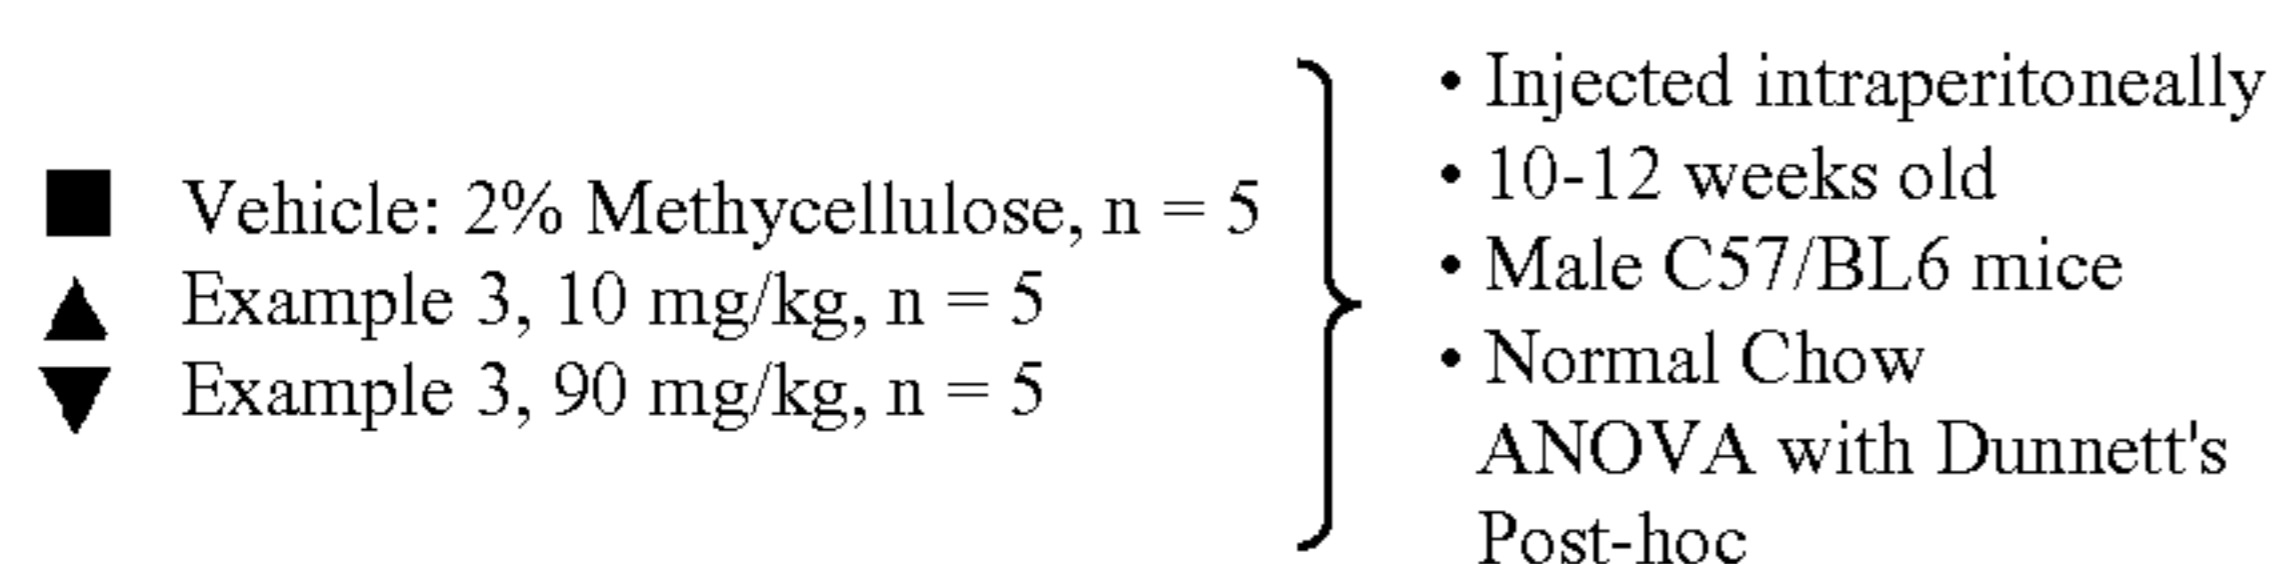 Vehicle: 2% Methycellulose, n = 5
Example 3, 10 mg/kg, n = 5
Example 3, 90 mg/kg, n = 5
• Injected intraperitoneally
• 10-12 weeks old
• Male C57/BL6 mice
• Normal Chow
ANOVA with Dunnett's
Post-hoc